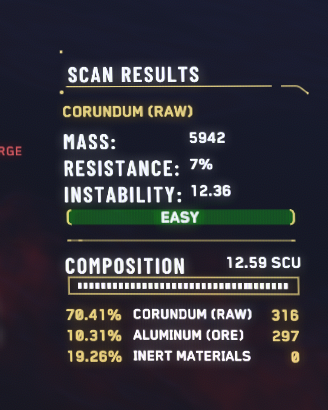 SCAN RESULTS
CORUNDUM (RAW)
MASS: 5942
RGE
RESISTANCE: 7%
INSTABILITY: 12.36
EASY
COMPOSITION 12.59 SCU
70.41% CORUNDUM (RAW) 316
10.31% ALUMINUM (ORE) 297
19.26% INERT MATERIALS 0